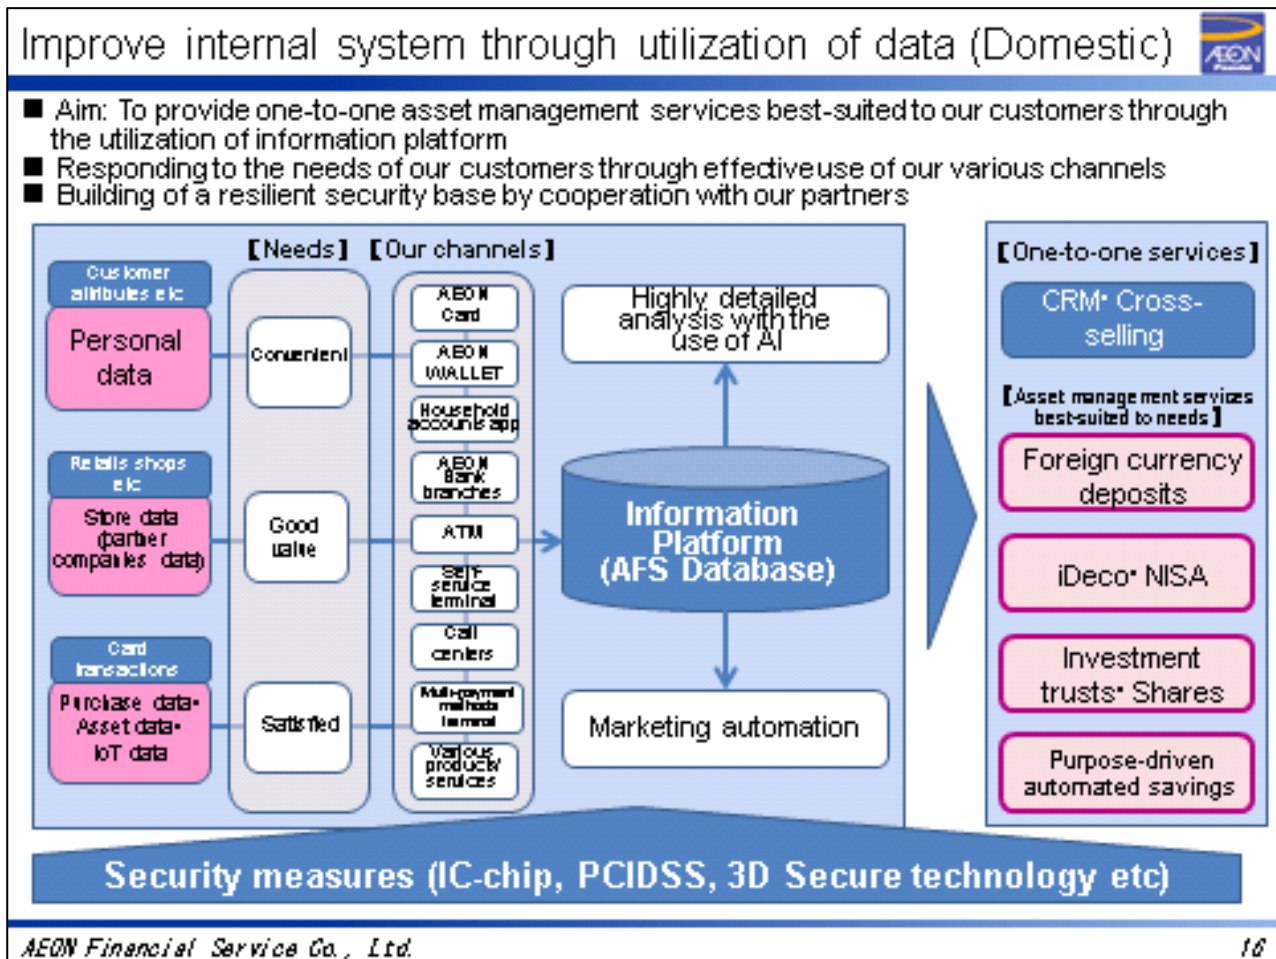 Improve internal system through utilization of data (Domestic)
AEON
Financial
■ Aim: To provide one-to-one asset management services best-suited to our customers through
the utilization of information platform
■ Responding to the needs of our customers through effective use of our various channels
■ Building of a resilient security base by cooperation with our partners
【Needs】
【Our channels】
Customer
attributes etc
Personal
data
Retails shops
etc
Store data
(partner
companies data)
Card
transactions
Purchase data・
Asset data・
IoT data
Convenient
Good
value
Satisfied
AEON
Card
AEON
WALLET
Household
accounts app
AEON
Bank
branches
ATM
Self-
service
terminal
Call
centers
Multi-payment
methods
terminal
Various
products/
services
Highly detailed
analysis with the
use of AI
Information
Platform
(AFS Database)
Marketing automation
【One-to-one services】
CRM・Cross-
selling
【Asset management services
best-suited to needs】
Foreign currency
deposits
iDeco・NISA
Investment
trusts・Shares
Purpose-driven
automated savings
Security measures (IC-chip, PCIDSS, 3D Secure technology etc)
AEON Financial Service Co., Ltd.
16